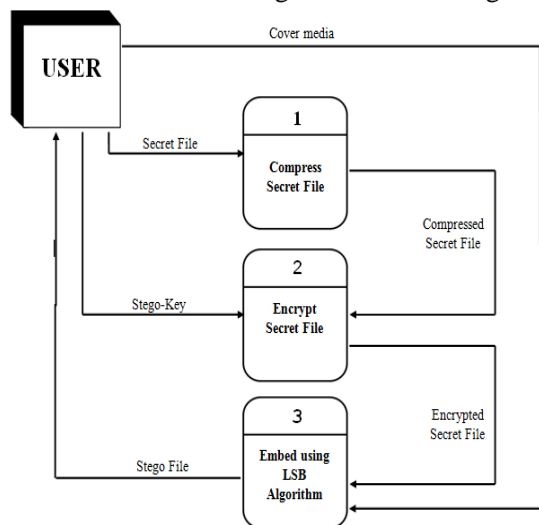 Cover media
USER
1
Secret File
Compress
Secret File
Compressed
Secret File
2
Stego-Key
Encrypt
Secret File
3
Encrypted
Secret File
Stego File
Embed using
LSB
Algorithm